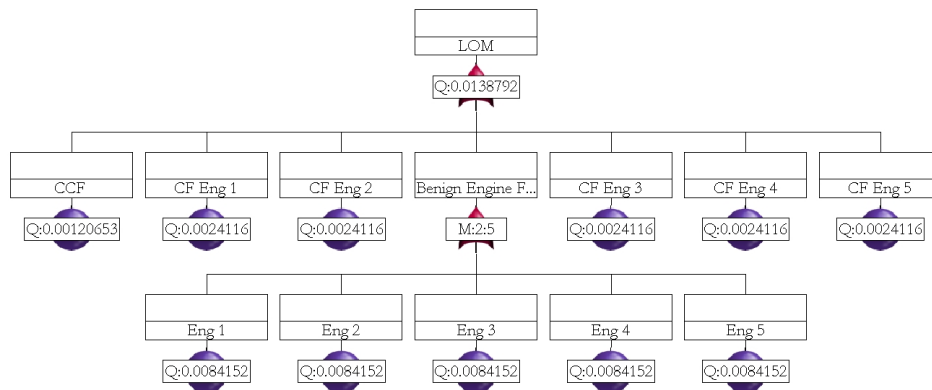 LOM
Q:0.0138792
CCF
CF Eng 1
CF Eng 2
Benign Engine F...
CF Eng 3
CF Eng 4
CF Eng 5
Q:0.00120653
Q:0.0024116
Q:0.0024116
M:2:5
Q:0.0024116
Q:0.0024116
Q:0.0024116
Eng 1
Eng 2
Eng 3
Eng 4
Eng 5
Q:0.0084152
Q:0.0084152
Q:0.0084152
Q:0.0084152
Q:0.0084152